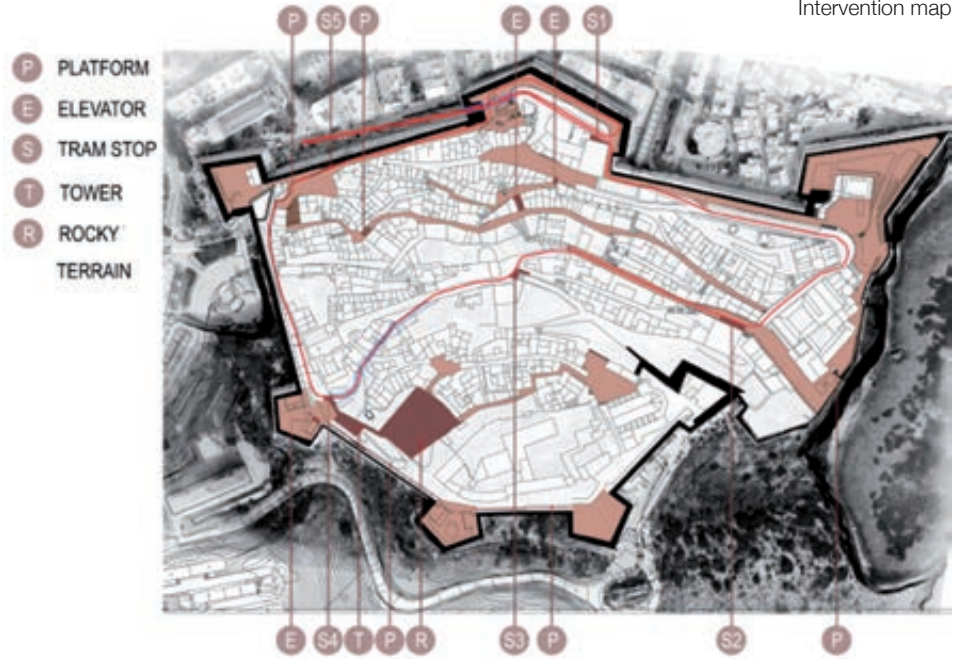 Intervention map
P S5 P E E S1
P PLATFORM
E ELEVATOR
S TRAM STOP
T TOWER
R ROCKY
TERRAIN
E S4 T P R S3 P S2 P